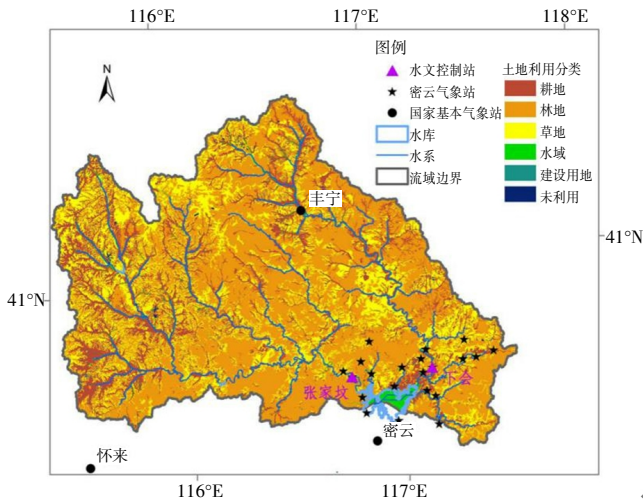 116°E
117°E
118°E
图例
水文控制站
密云气象站
国家基本气象站
水库
水系
流域边界
土地利用分类
耕地
林地
草地
水域
建设用地
未利用
丰宁
41°N
41°N
张家坟
下会
密云
怀来
116°E
117°E